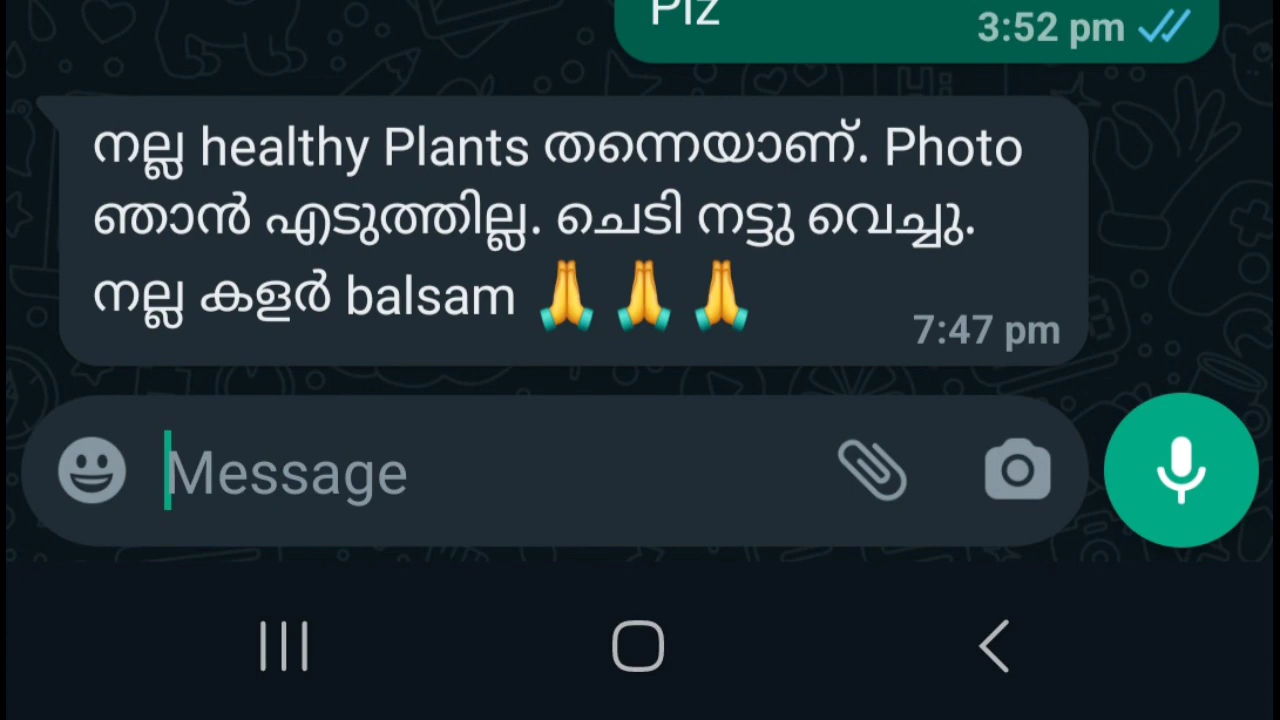 Plz
3:52 pm
നല്ല healthy Plants തന്നെയാണ്. Photo
ഞാൻ എടുത്തില്ല. ചെടി നട്ടു വെച്ചു.
നല്ല കളർ balsam 🙏 🙏 🙏
7:47 pm
Message